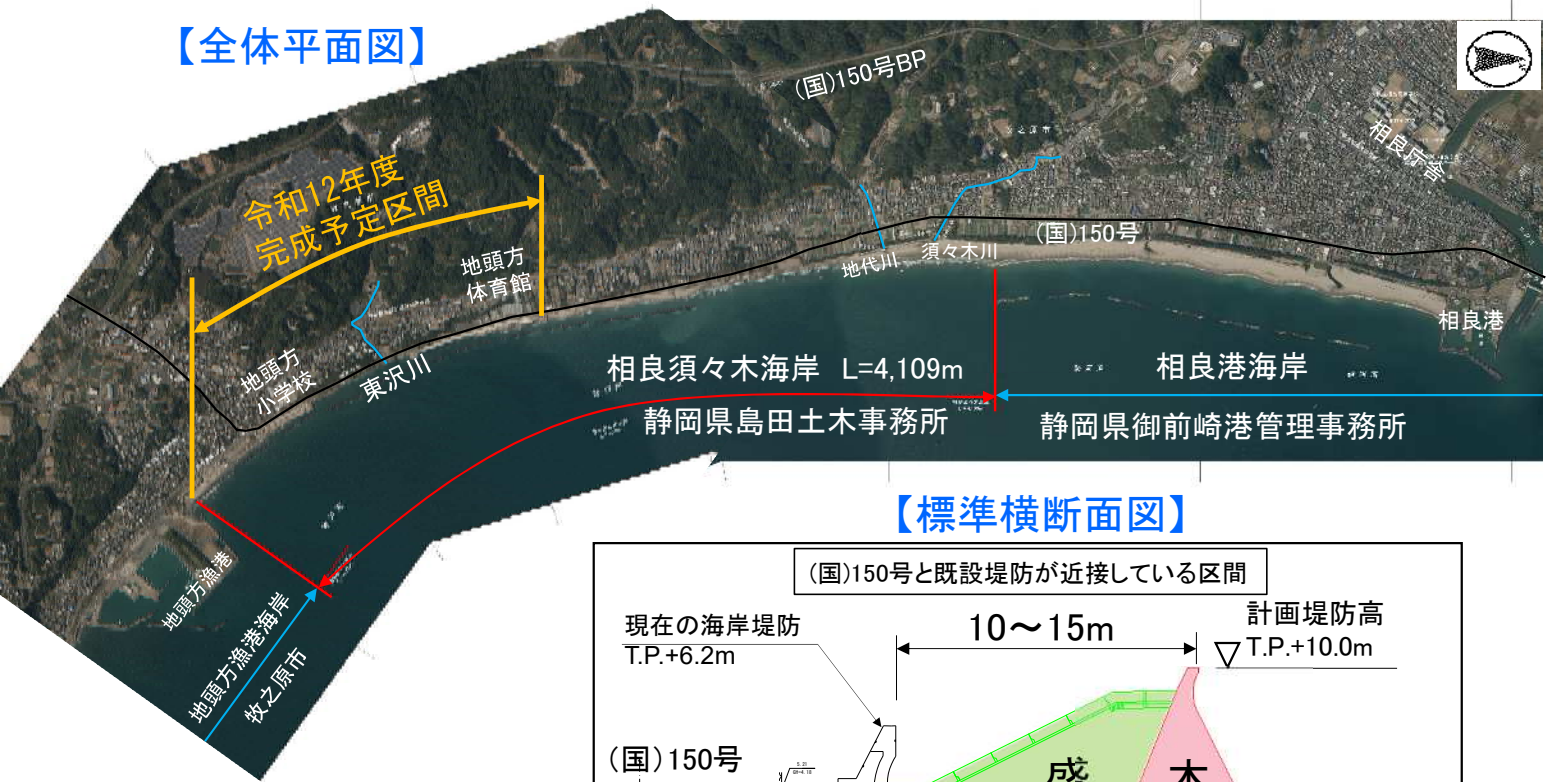 【全体平面図】
(国)150号BP
相良庁舎
令和12年度
完成予定区間
地頭方
体育館
地代川
須々木川
(国)150号
相良港
地頭方
小学校
東沢川
相良須々木海岸 L=4,109m
相良港海岸
静岡県島田土木事務所
静岡県御前崎港管理事務所
地頭方漁港
地頭方漁港海岸
牧之原市
【標準横断面図】
(国)150号と既設堤防が近接している区間
現在の海岸堤防
T.P.+6.2m
10～15m
計画堤防高
T.P.+10.0m
(国)150号
盛
本